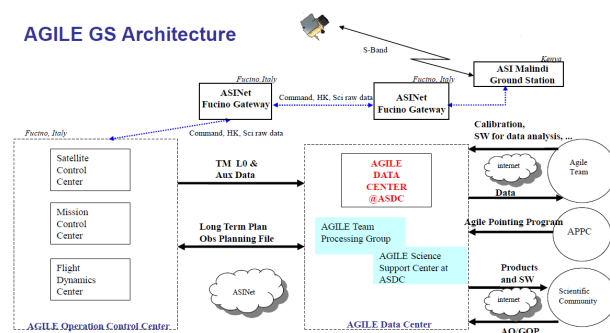 AGILE GS Architecture
S-Band
Kenya
ASI Malindi
Ground Station
Fucino, Italy
ASINet
Fucino Gateway
Command, HK, Sci raw data
Fucino, Italy
ASINet
Fucino Gateway
Fucino, Italy
Command, HK, Sci raw data
Satellite
Control
Center
Mission
Control
Center
Flight
Dynamics
Center
AGILE Operation Control Center
TM L0 &
Aux Data
Long Term Plan
Obs Planning File
ASINet
AGILE
DATA
CENTER
@ASDC
AGILE Team
Processing Group
AGILE Science
Support Center at
ASDC
AGILE Data Center
Calibration,
SW for data analysis, ...
internet
Data
Agile
Team
Agile Pointing Program
APPC
Products
and SW
internet
Scientific
Community
AO/GOP